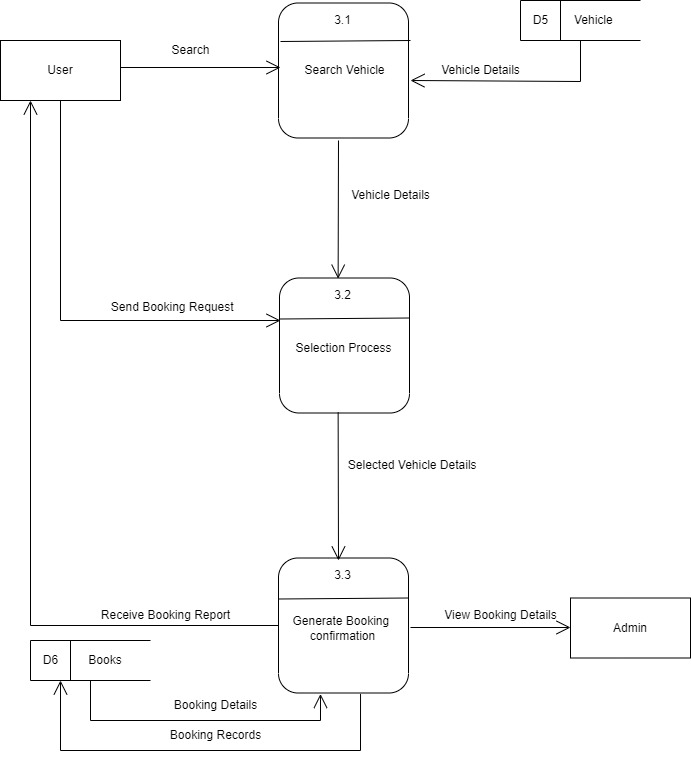 3.1
D5
Vehicle
Search
User
Search Vehicle
Vehicle Details
Vehicle Details
3.2
Send Booking Request
Selection Process
Selected Vehicle Details
3.3
Receive Booking Report
Generate Booking
confirmation
View Booking Details
Admin
D6
Books
Booking Details
Booking Records